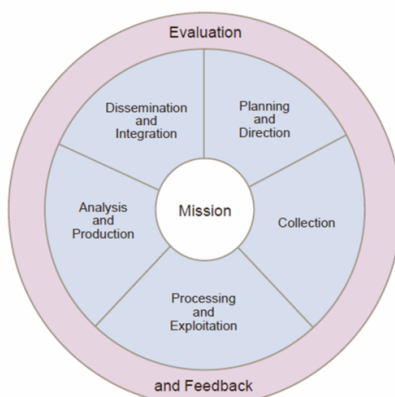 Evaluation
Dissemination
and
Integration
Planning
and
Direction
Analysis
and
Production
Mission
Collection
Processing
and
Exploitation
and Feedback